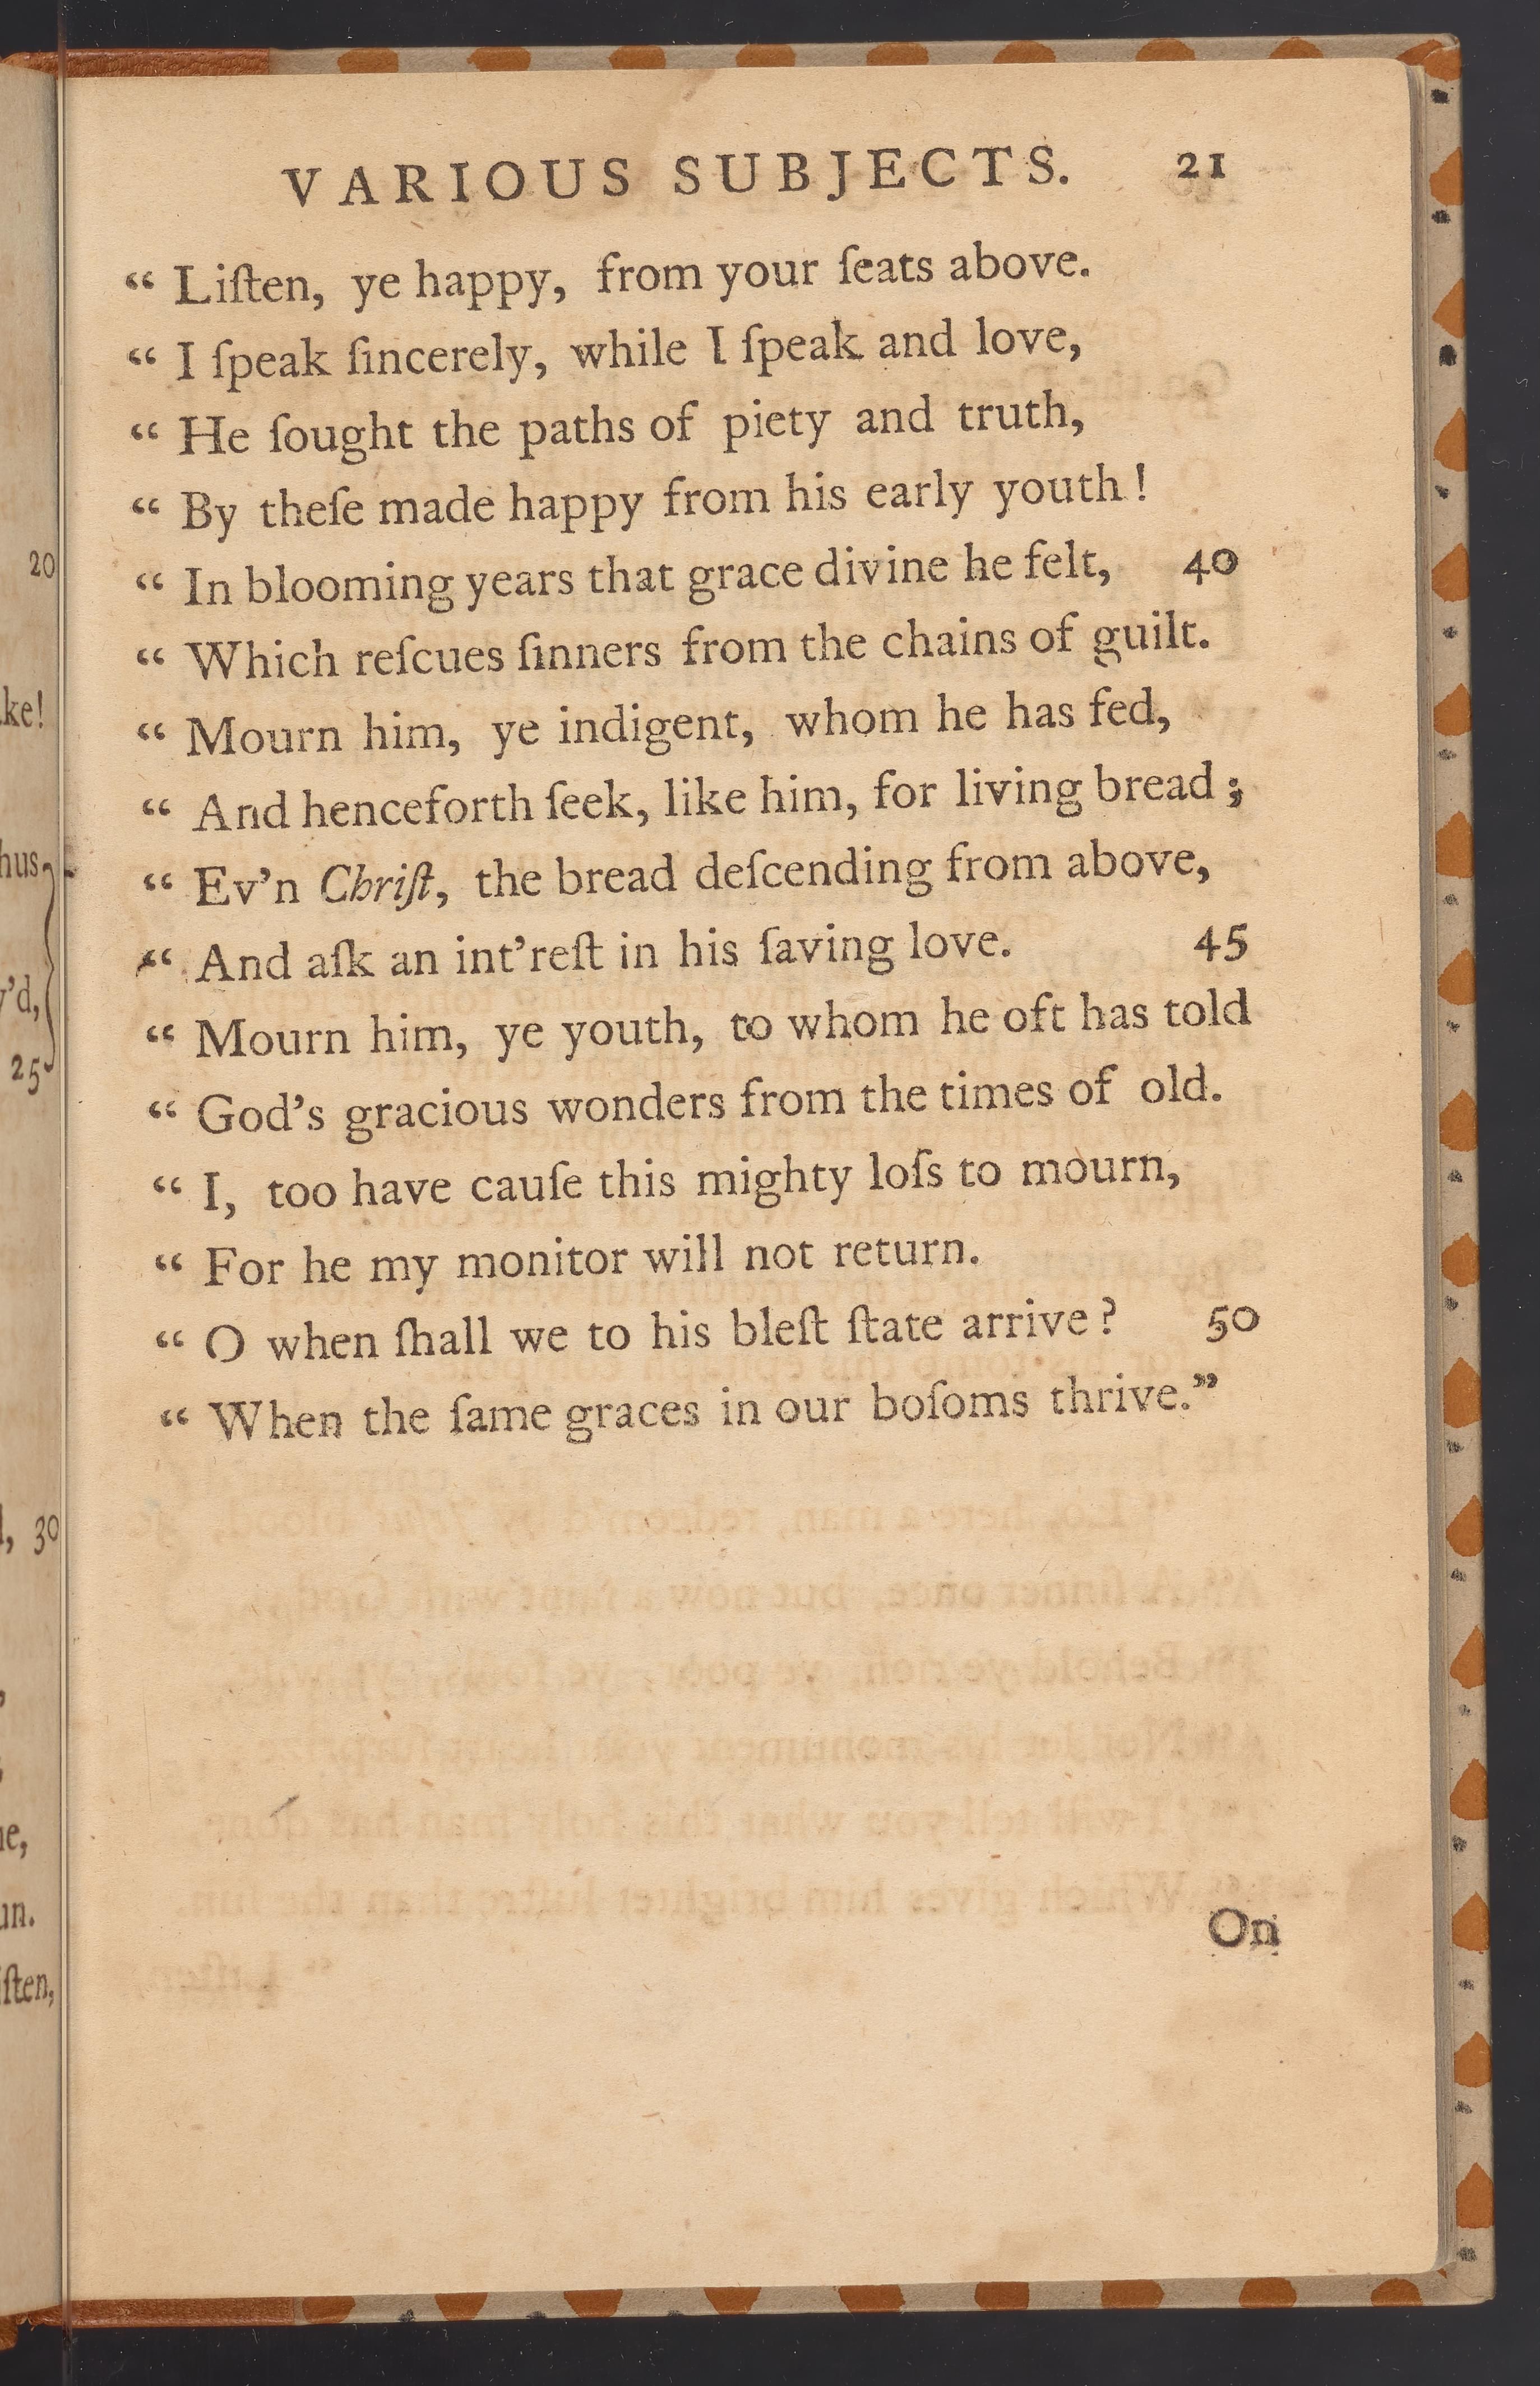 VARIOUS SUBJECTS. 21
“ Liſten, ye happy, from your ſeats above.
“ I ſpeak ſincerely, while I ſpeak and love,
“ He ſought the paths of piety and truth,
“ By theſe made happy from his early youth!
“ In blooming years that grace divine he felt, 40
“ Which reſcues ſinners from the chains of guilt.
“ Mourn him, ye indigent, whom he has fed,
“ And henceforth ſeek, like him, for living bread;
“ Ev’n Chriſt, the bread deſcending from above,
“ And aſk an int’reſt in his ſaving love. 45
“ Mourn him, ye youth, to whom he oft has told
“ God’s gracious wonders from the times of old.
“ I, too have cauſe this mighty loſs to mourn,
“ For he my monitor will not return.
“ O when ſhall we to his bleſt ſtate arrive? 50
“ When the ſame graces in our boſoms thrive.”
On